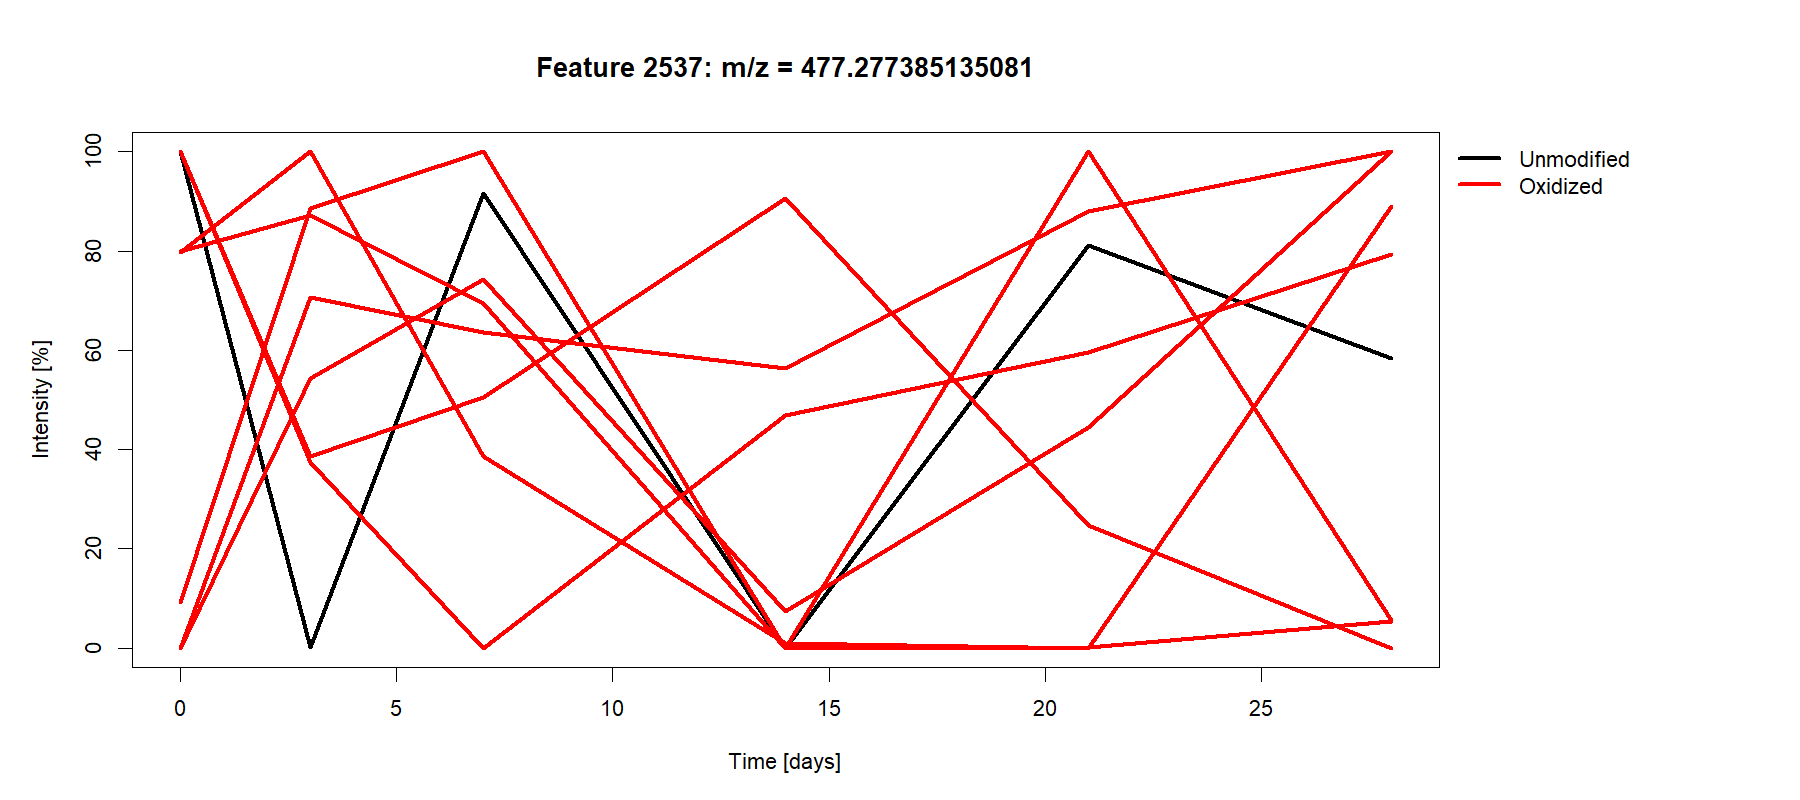 Feature 2537: m/z = 477.277385135081
Unmodified
Oxidized
Intensity [%]
100
80
60
40
20
0
0 5 10 15 20 25
Time [days]